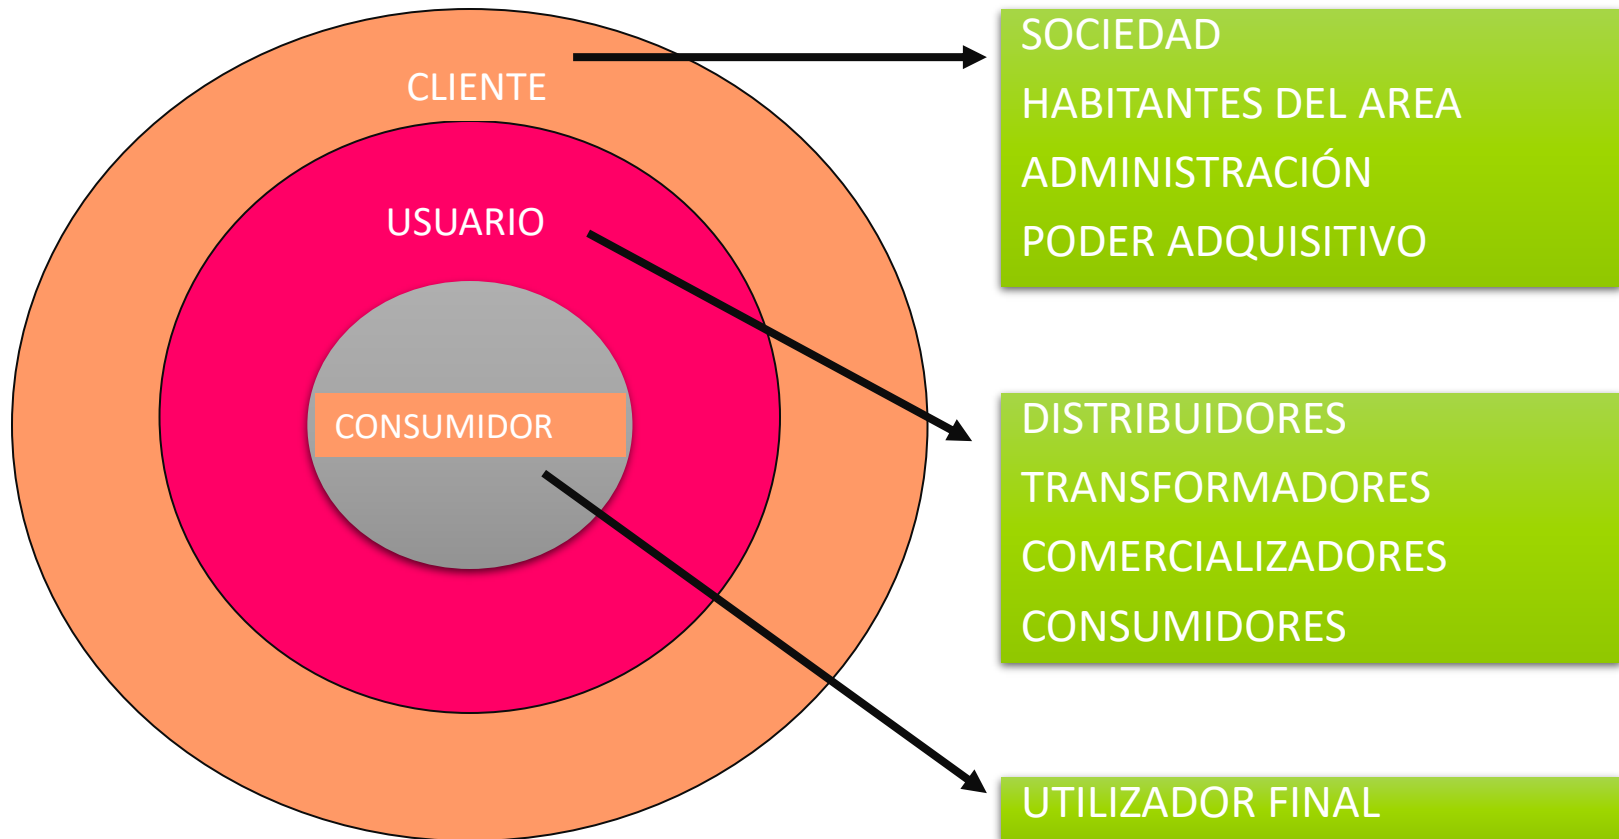 CLIENTE
USUARIO
CONSUMIDOR
SOCIEDAD
HABITANTES DEL AREA
ADMINISTRACIÓN
PODER ADQUISITIVO
DISTRIBUIDORES
TRANSFORMADORES
COMERCIALIZADORES
CONSUMIDORES
UTILIZADOR FINAL